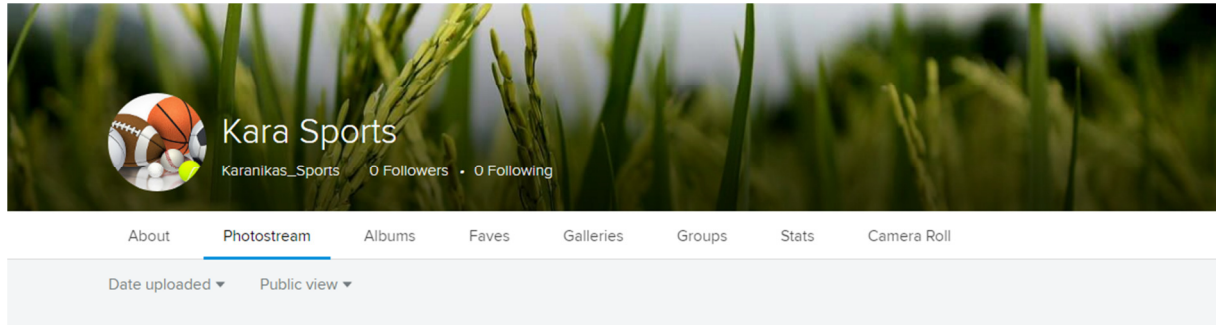 Kara Sports
Karanikas_Sports 0 Followers • 0 Following
About Photostream Albums Faves Galleries Groups Stats Camera Roll
Date uploaded Public view